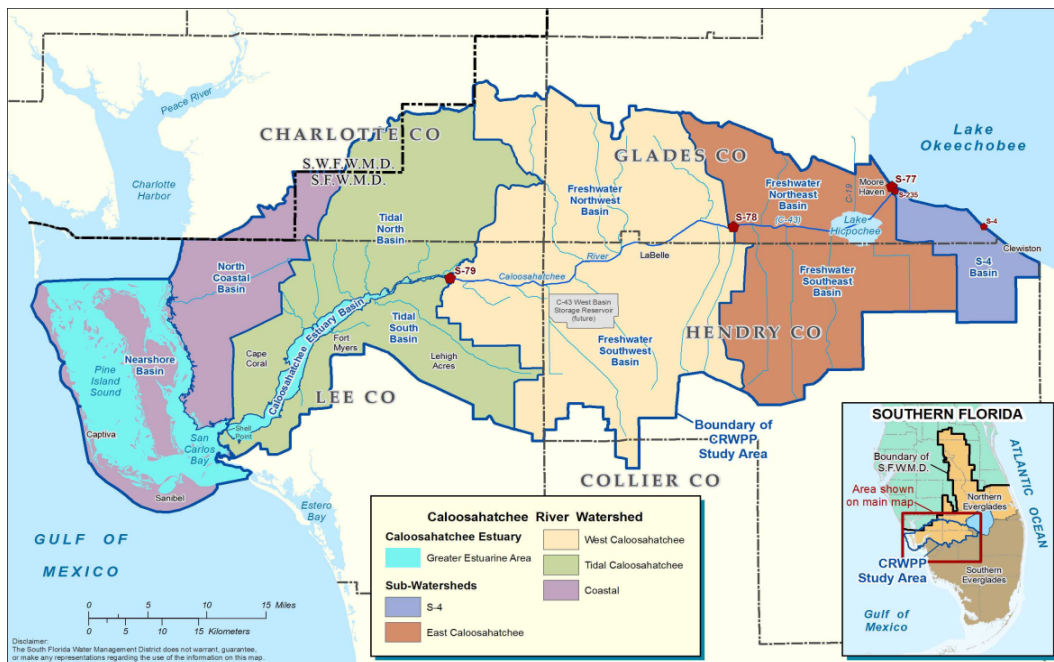 Peace River
CHARLOTTE CO
S.W.F.W.M.D.
S.F.W.M.D.
Charlotte
Harbor
GLADES CO
Lake
Okeechobee
Freshwater
Northwest
Basin
Freshwater
Northeast
Basin
(C-43)
C-19
Moore
Haven
S-77
S-235
Lake
Hicpochee
S-78
S-4
Clewiston
S-4
Basin
Tidal
North
Basin
North
Coastal
Basin
S-79
Caloosahatchee
River
LaBelle
C-43 West Basin
Storage Reservoir
(future)
Freshwater
Southeast
Basin
HENDRY CO
Freshwater
Southwest
Basin
Tidal
South
Basin
Caloosahatchee Estuary Basin
Fort
Myers
Lehigh
Acres
Cape
Coral
LEE CO
Nearshore
Basin
Pine
Island
Sound
Captiva
San
Carlos
Bay
Shell
Point
Sanibel
Estero
Bay
Boundary of
CRWPP
Study Area
COLLIER CO
GULF OF
MEXICO
0 5 10 15 Miles
0 5 10 15 Kilometers
Disclaimer:
The South Florida Water Management District does not warrant, guarantee,
or make any representations regarding the use of the information on this map.
Caloosahatchee River Watershed
Caloosahatchee Estuary
Greater Estuarine Area
Sub-Watersheds
S-4
East Caloosahatchee
West Caloosahatchee
Tidal Caloosahatchee
Coastal
SOUTHERN FLORIDA
Boundary of
S.F.W.M.D.
Area shown
on main map
Northern
Everglades
CRWPP
Study Area
Southern
Everglades
Gulf of
Mexico
ATLANTIC OCEAN